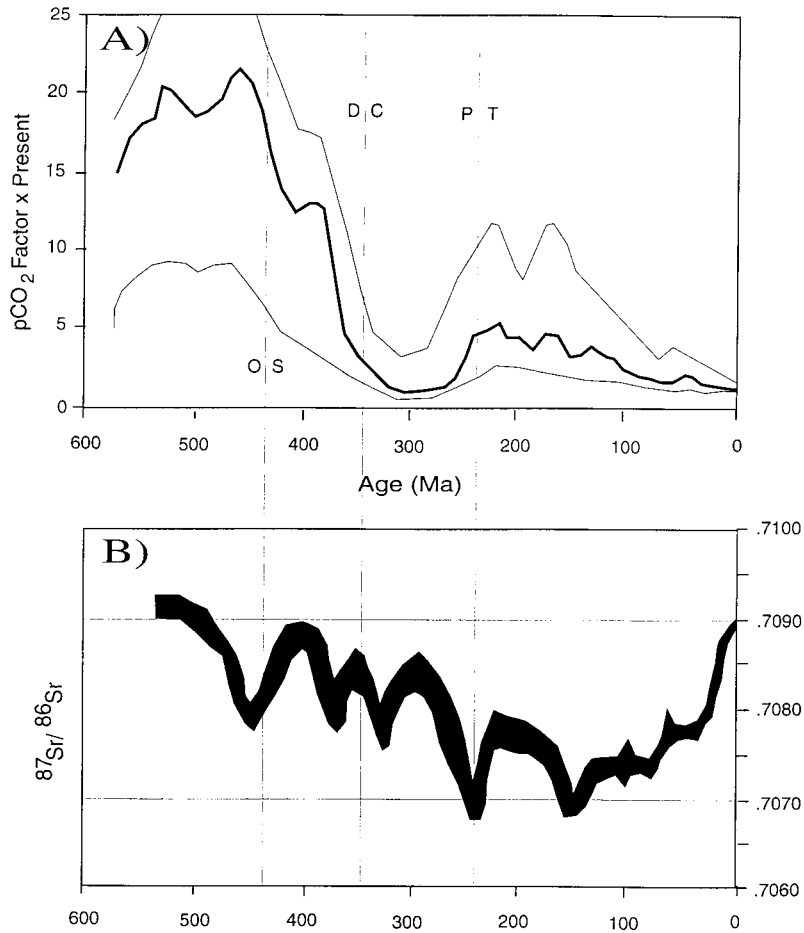 A)
25
20
15
10
5
0
pCO2 Factor x Present
D C
P T
O S
600 500 400 300 200 100 0
Age (Ma)
B)
.7100
.7090
.7080
.7070
.7060
87Sr/ 86Sr
600 500 400 300 200 100 0